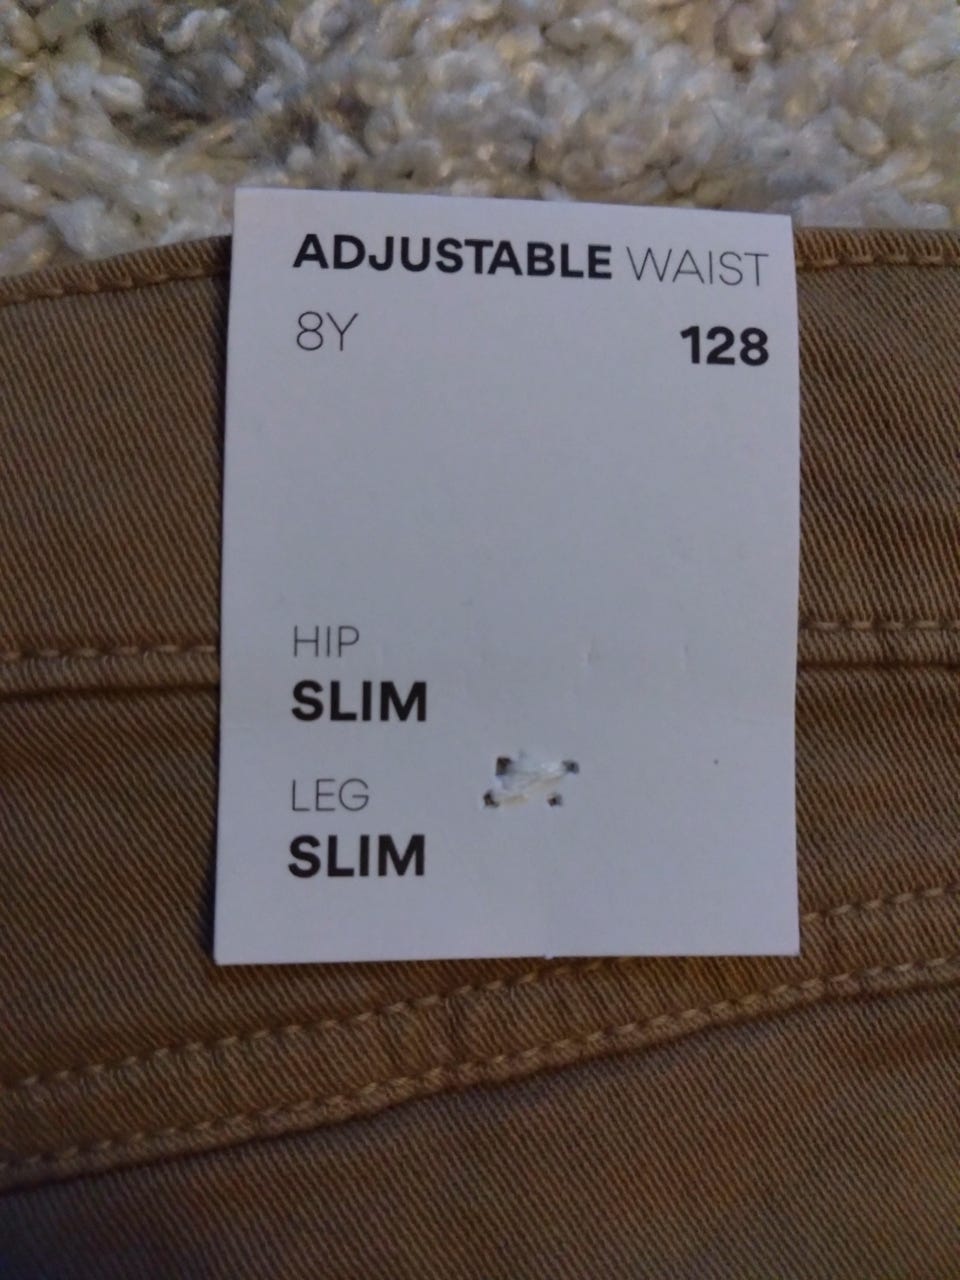 ADJUSTABLE WAIST
8Y 128
HIP
SLIM
LEG
SLIM